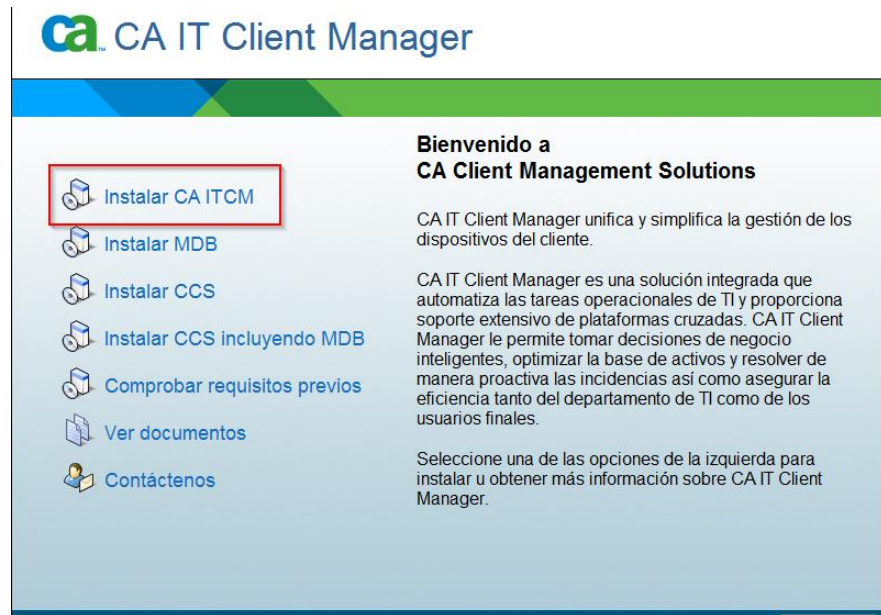 ca™ CA IT Client Manager
Instalar CA ITCM
Instalar MDB
Instalar CCS
Instalar CCS incluyendo MDB
Comprobar requisitos previos
Ver documentos
Contáctenos
Bienvenido a
CA Client Management Solutions
CA IT Client Manager unifica y simplifica la gestión de los
dispositivos del cliente.
CA IT Client Manager es una solución integrada que
automatiza las tareas operacionales de TI y proporciona
soporte extensivo de plataformas cruzadas. CA IT Client
Manager le permite tomar decisiones de negocio
inteligentes, optimizar la base de activos y resolver de
manera proactiva las incidencias así como asegurar la
eficiencia tanto del departamento de TI como de los
usuarios finales.
Seleccione una de las opciones de la izquierda para
instalar u obtener más información sobre CA IT Client
Manager.